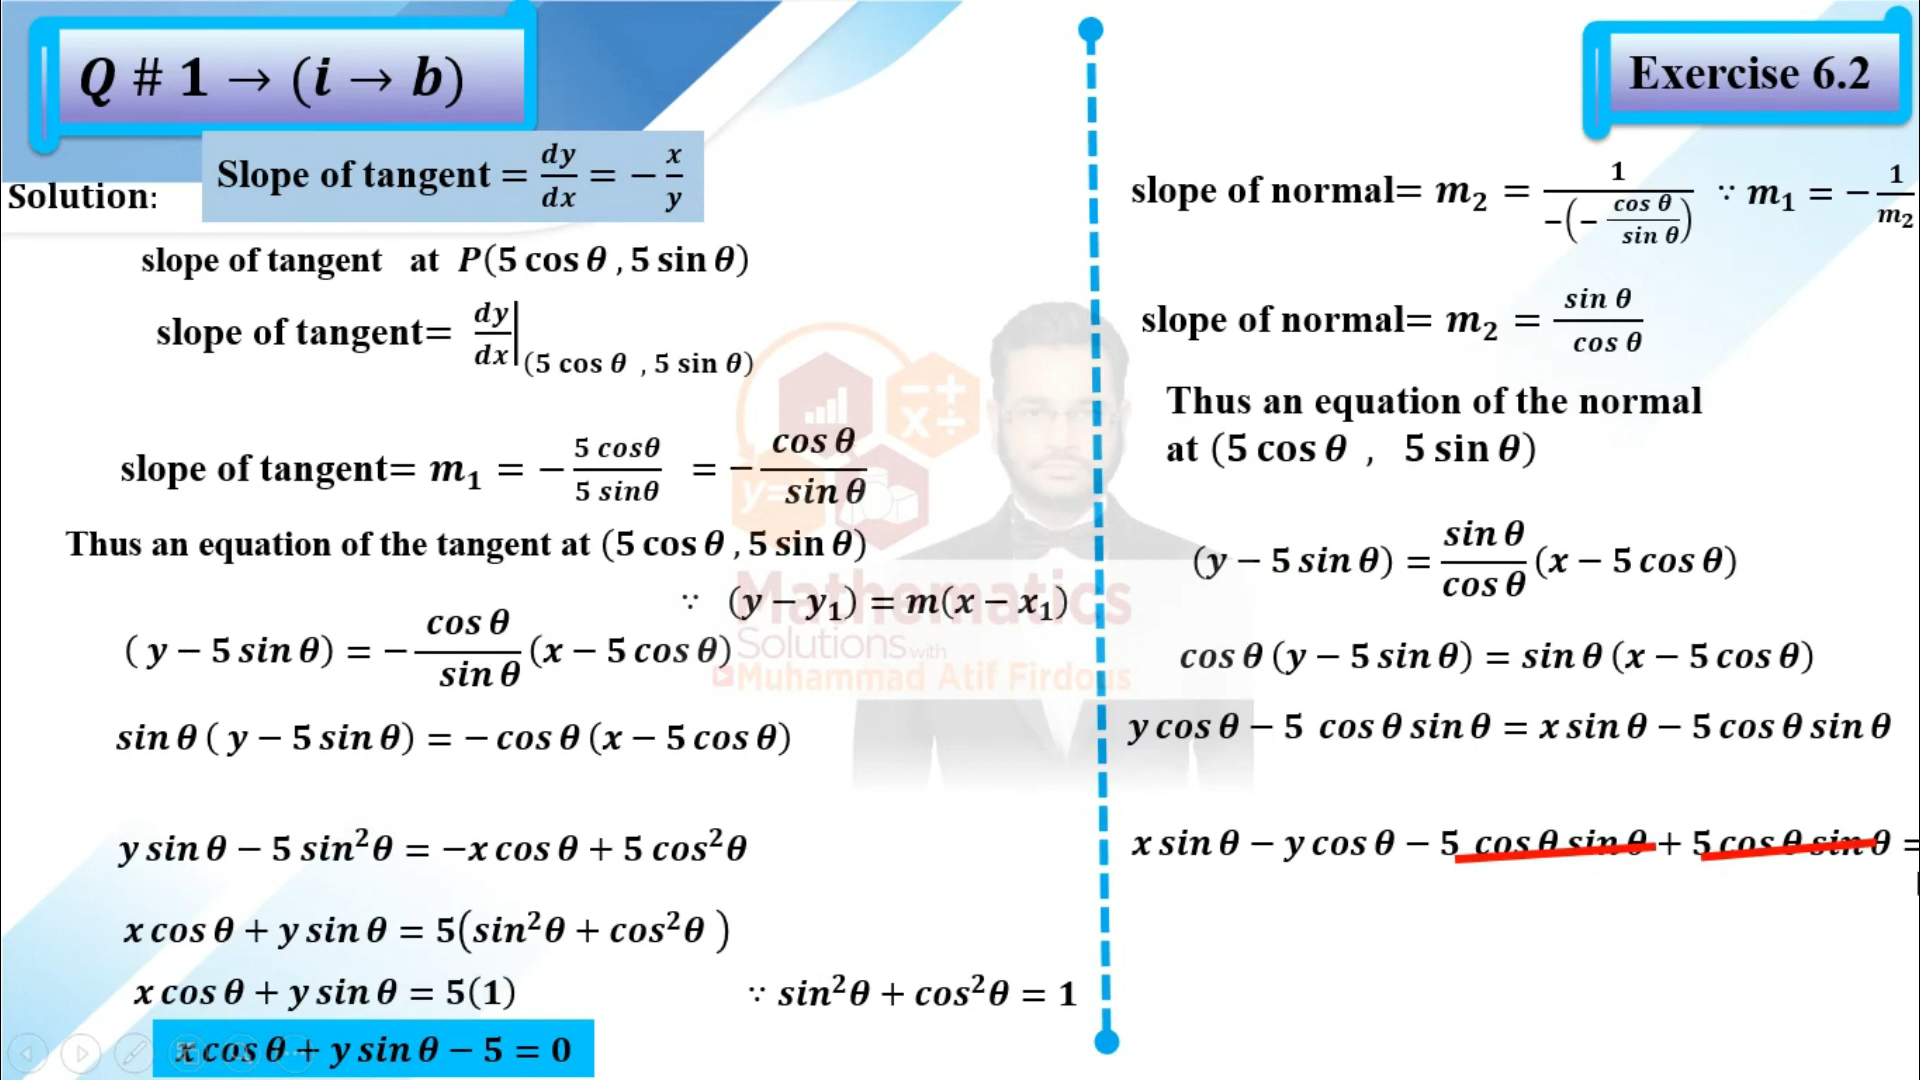 Q # 1 → (i → b)
Exercise 6.2
Solution:
Slope of tangent = dy/dx = − x/y
slope of tangent at P(5 cos θ , 5 sin θ)
slope of tangent= dy/dx|(5 cos θ , 5 sin θ)
slope of tangent= m₁ = − 5 cosθ/5 sinθ = − cos θ/sin θ
Thus an equation of the tangent at (5 cos θ , 5 sin θ)
∵ (y − y₁) = m(x − x₁)
( y − 5 sin θ) = − cos θ/sin θ (x − 5 cos θ)
sin θ ( y − 5 sin θ) = − cos θ (x − 5 cos θ)
y sin θ − 5 sin²θ = −x cos θ + 5 cos²θ
x cos θ + y sin θ = 5(sin²θ + cos²θ )
x cos θ + y sin θ = 5(1) ∵ sin²θ + cos²θ = 1
x cos θ + y sin θ − 5 = 0
slope of normal= m₂ = 1/−(− cos θ/sin θ) ∵ m₁ = − 1/m₂
slope of normal= m₂ = sin θ/cos θ
Thus an equation of the normal
at (5 cos θ , 5 sin θ)
(y − 5 sin θ) = sin θ/cos θ (x − 5 cos θ)
cos θ (y − 5 sin θ) = sin θ (x − 5 cos θ)
y cos θ − 5 cos θ sin θ = x sin θ − 5 cos θ sin θ
x sin θ − y cos θ − 5 cos θ sin θ + 5 cos θ sin θ =
y=
Mathematics
Solutions with
Muhammad Atif Firdous